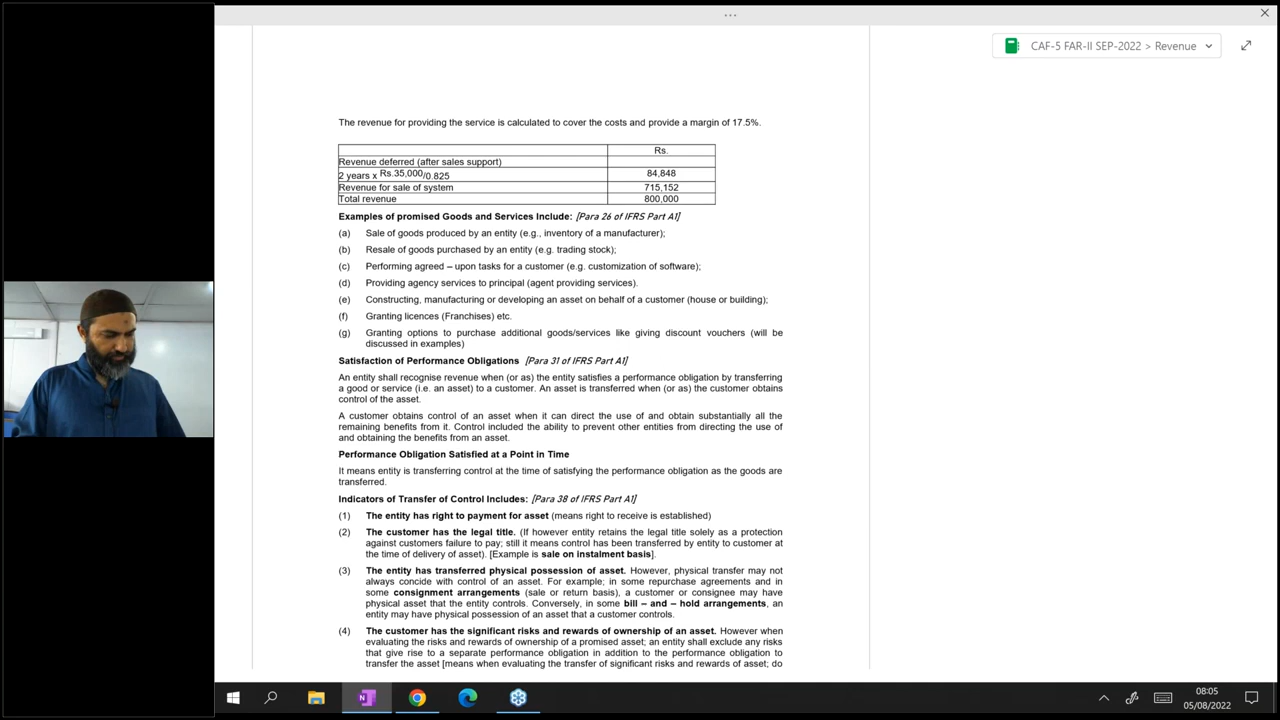 CAF-5 FAR-II SEP-2022 > Revenue
The revenue for providing the service is calculated to cover the costs and provide a margin of 17.5%.
Rs.
Revenue deferred (after sales support)
2 years x Rs.35,000/0.825 84,848
Revenue for sale of system 715,152
Total revenue 800,000
Examples of promised Goods and Services Include: [Para 26 of IFRS Part A1]
(a) Sale of goods produced by an entity (e.g., inventory of a manufacturer);
(b) Resale of goods purchased by an entity (e.g. trading stock);
(c) Performing agreed – upon tasks for a customer (e.g. customization of software);
(d) Providing agency services to principal (agent providing services).
(e) Constructing, manufacturing or developing an asset on behalf of a customer (house or building);
(f) Granting licences (Franchises) etc.
(g) Granting options to purchase additional goods/services like giving discount vouchers (will be
discussed in examples)
Satisfaction of Performance Obligations [Para 31 of IFRS Part A1]
An entity shall recognise revenue when (or as) the entity satisfies a performance obligation by transferring
a good or service (i.e. an asset) to a customer. An asset is transferred when (or as) the customer obtains
control of the asset.
A customer obtains control of an asset when it can direct the use of and obtain substantially all the
remaining benefits from it. Control included the ability to prevent other entities from directing the use of
and obtaining the benefits from an asset.
Performance Obligation Satisfied at a Point in Time
It means entity is transferring control at the time of satisfying the performance obligation as the goods are
transferred.
Indicators of Transfer of Control Includes: [Para 38 of IFRS Part A1]
(1) The entity has right to payment for asset (means right to receive is established)
(2) The customer has the legal title. (If however entity retains the legal title solely as a protection
against customers failure to pay; still it means control has been transferred by entity to customer at
the time of delivery of asset). [Example is sale on instalment basis].
(3) The entity has transferred physical possession of asset. However, physical transfer may not
always concide with control of an asset. For example; in some repurchase agreements and in
some consignment arrangements (sale or return basis), a customer or consignee may have
physical asset that the entity controls. Conversely, in some bill – and – hold arrangements, an
entity may have physical possession of an asset that a customer controls.
(4) The customer has the significant risks and rewards of ownership of an asset. However when
evaluating the risks and rewards of ownership of a promised asset; an entity shall exclude any risks
that give rise to a separate performance obligation in addition to the performance obligation to
transfer the asset [means when evaluating the transfer of significant risks and rewards of asset; do
08:05
05/08/2022